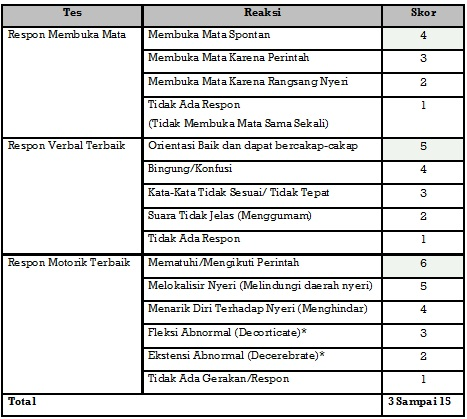 Tes Reaksi Skor
Respon Membuka Mata Membuka Mata Spontan 4
Membuka Mata Karena Perintah 3
Membuka Mata Karena Rangsang Nyeri 2
Tidak Ada Respon 1
(Tidak Membuka Mata Sama Sekali)
Respon Verbal Terbaik Orientasi Baik dan dapat bercakap-cakap 5
Bingung/Konfusi 4
Kata-Kata Tidak Sesuai/ Tidak Tepat 3
Suara Tidak Jelas (Menggumam) 2
Tidak Ada Respon 1
Respon Motorik Terbaik Mematuhi/Mengikuti Perintah 6
Melokalisir Nyeri (Melindungi daerah nyeri) 5
Menarik Diri Terhadap Nyeri (Menghindar) 4
Fleksi Abnormal (Decorticate)* 3
Ekstensi Abnormal (Decerebrate)* 2
Tidak Ada Gerakan/Respon 1
Total 3 Sampai 15